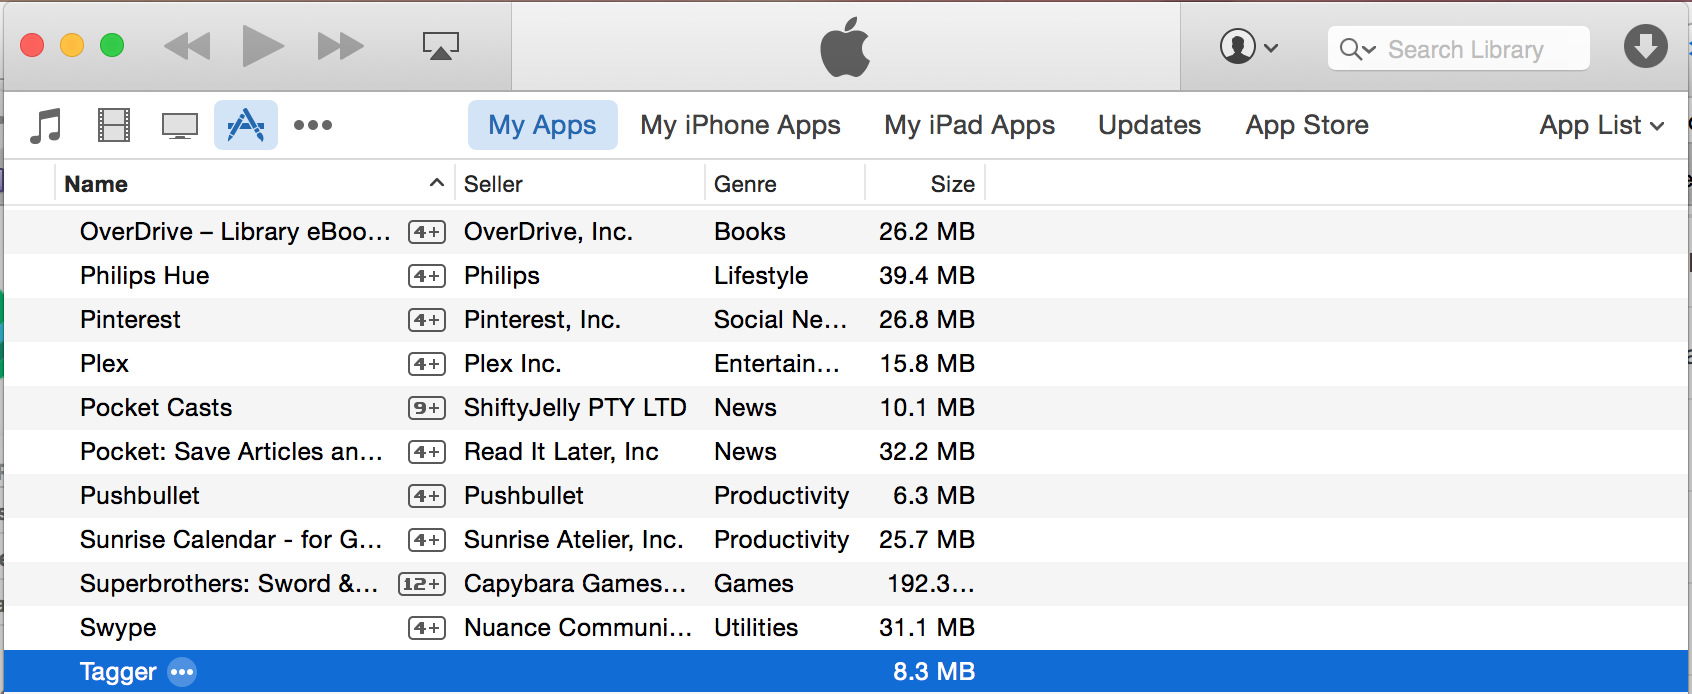 Search Library
My Apps My iPhone Apps My iPad Apps Updates App Store App List
Name Seller Genre Size
OverDrive – Library eBoo... 4+ OverDrive, Inc. Books 26.2 MB
Philips Hue 4+ Philips Lifestyle 39.4 MB
Pinterest 4+ Pinterest, Inc. Social Ne... 26.8 MB
Plex 4+ Plex Inc. Entertain... 15.8 MB
Pocket Casts 9+ ShiftyJelly PTY LTD News 10.1 MB
Pocket: Save Articles an... 4+ Read It Later, Inc News 32.2 MB
Pushbullet 4+ Pushbullet Productivity 6.3 MB
Sunrise Calendar - for G... 4+ Sunrise Atelier, Inc. Productivity 25.7 MB
Superbrothers: Sword &... 12+ Capybara Games... Games 192.3...
Swype 4+ Nuance Communi... Utilities 31.1 MB
Tagger 8.3 MB